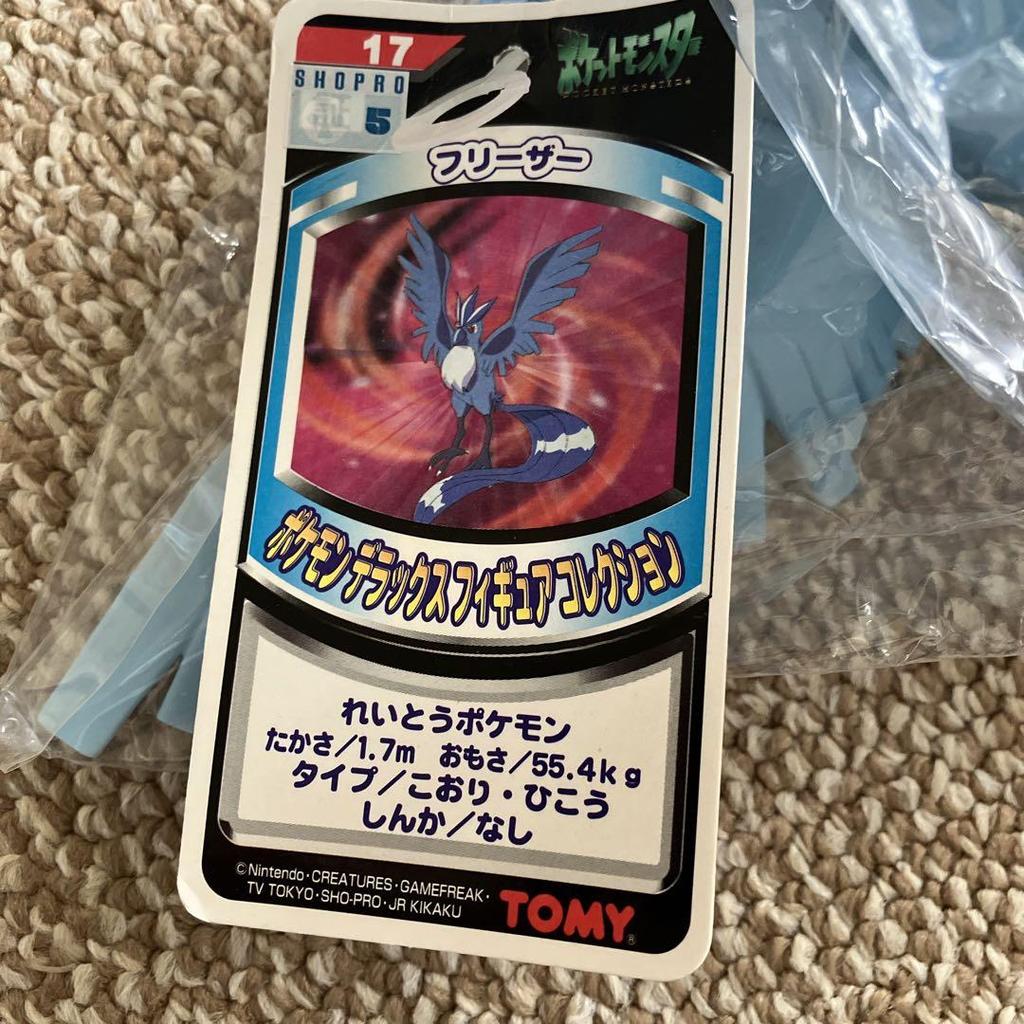 17
SHOPRO
5
ポケットモンスター
POCKET MONSTERS
フリーザー
ポケモンデラックスフィギュアコレクション
れいとうポケモン
たかさ/1.7m おもさ/55.4kg
タイプ/こおり・ひこう
しんか/なし
©Nintendo・CREATURES・GAMEFREAK・
TV TOKYO・SHO-PRO・JR KIKAKU
TOMY®